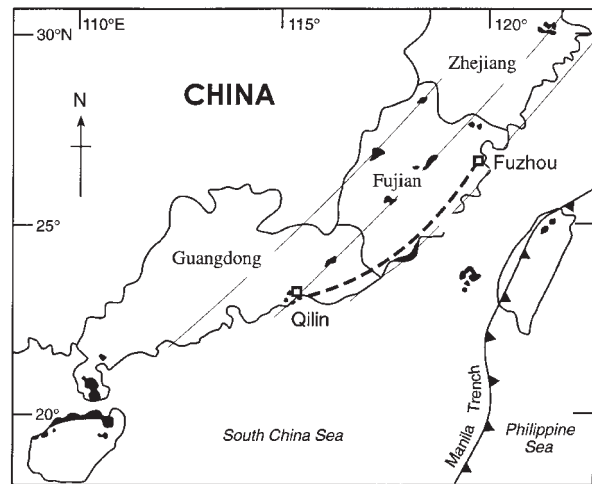 110°E
115°
120°
30°N
Zhejiang
CHINA
N
Fuzhou
Fujian
25°
Guangdong
Qilin
20°
South China Sea
Manila Trench
Philippine
Sea